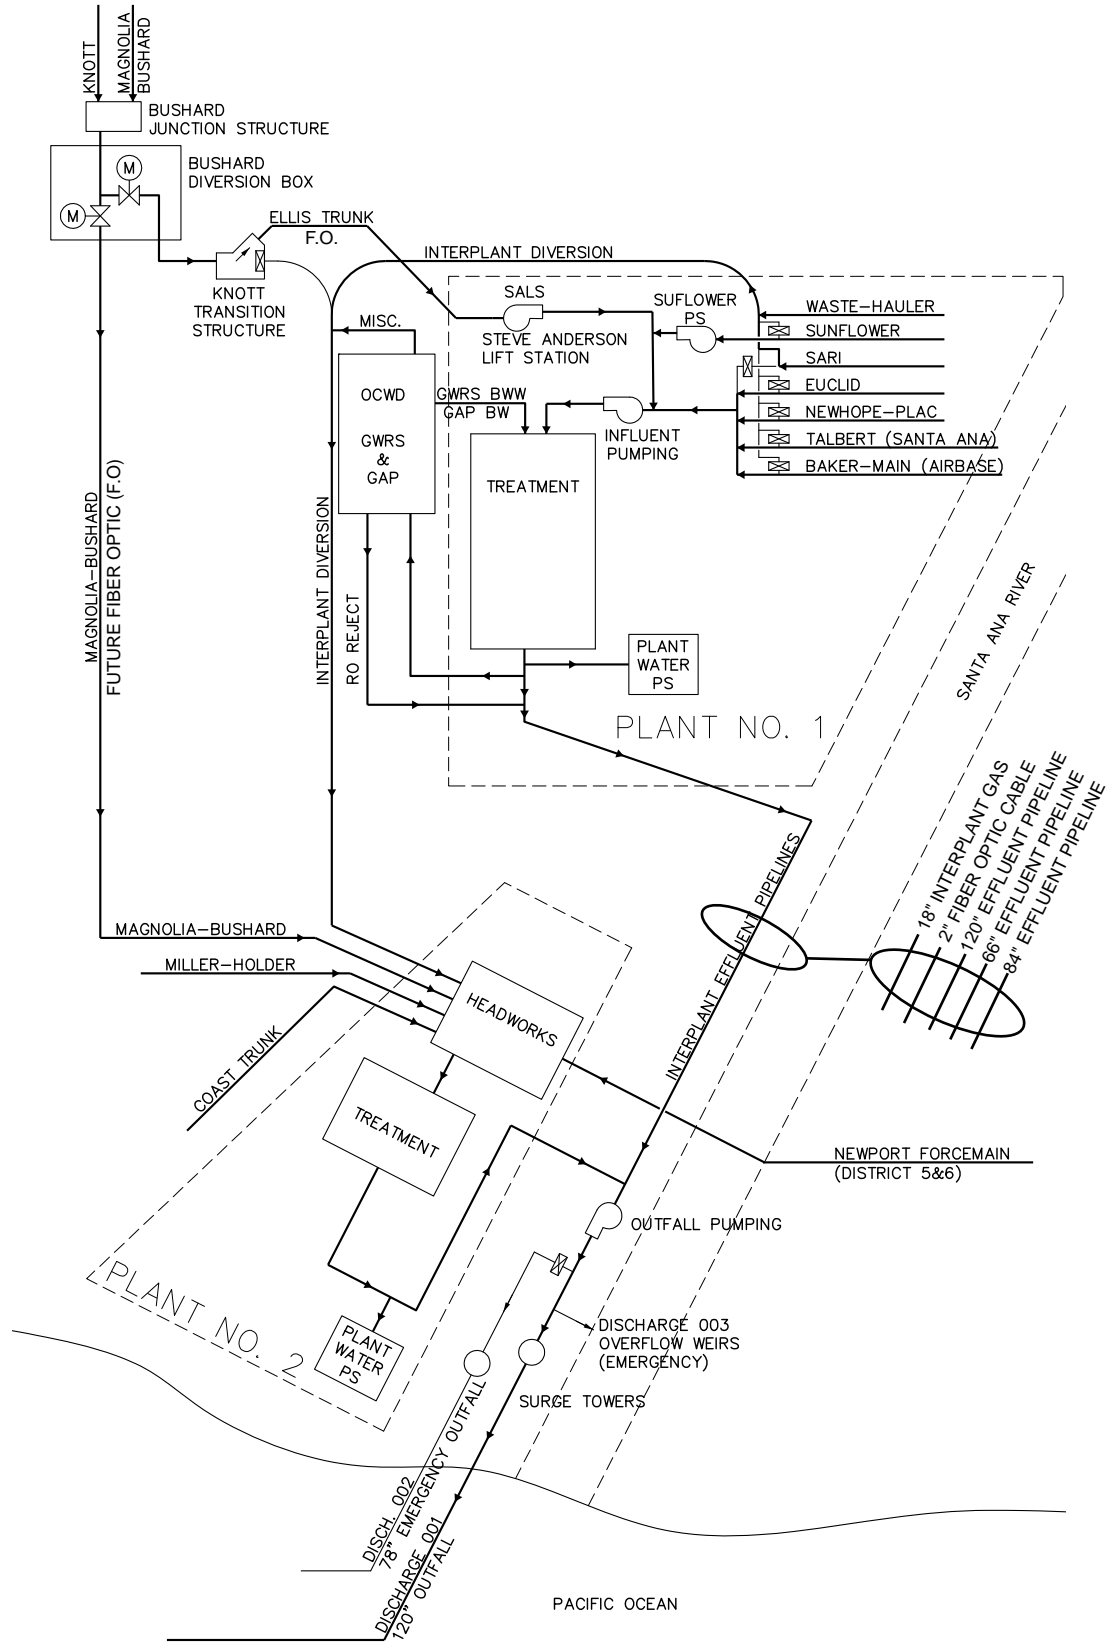 KNOTT
MAGNOLIA
BUSHARD
BUSHARD
JUNCTION STRUCTURE
BUSHARD
DIVERSION BOX
M
M
ELLIS TRUNK
F.O.
KNOTT
TRANSITION
STRUCTURE
INTERPLANT DIVERSION
SALS
STEVE ANDERSON
LIFT STATION
SUFLOWER
PS
WASTE-HAULER
SUNFLOWER
SARI
EUCLID
NEWHOPE-PLAC
TALBERT (SANTA ANA)
BAKER-MAIN (AIRBASE)
MISC.
OCWD
GWRS
&
GAP
GWRS BWW
GAP BW
INFLUENT
PUMPING
TREATMENT
MAGNOLIA-BUSHARD
FUTURE FIBER OPTIC (F.O)
INTERPLANT DIVERSION
RO REJECT
PLANT
WATER
PS
PLANT NO. 1
SANTA ANA RIVER
18" INTERPLANT GAS
2" FIBER OPTIC CABLE
120" EFFLUENT PIPELINE
66" EFFLUENT PIPELINE
84" EFFLUENT PIPELINE
INTERPLANT EFFLUENT PIPELINES
MAGNOLIA-BUSHARD
MILLER-HOLDER
COAST TRUNK
HEADWORKS
TREATMENT
NEWPORT FORCEMAIN
(DISTRICT 5&6)
OUTFALL PUMPING
PLANT NO. 2
PLANT
WATER
PS
DISCHARGE 003
OVERFLOW WEIRS
(EMERGENCY)
SURGE TOWERS
DISCH. 002
78" EMERGENCY OUTFALL
DISCHARGE 001
120" OUTFALL
PACIFIC OCEAN